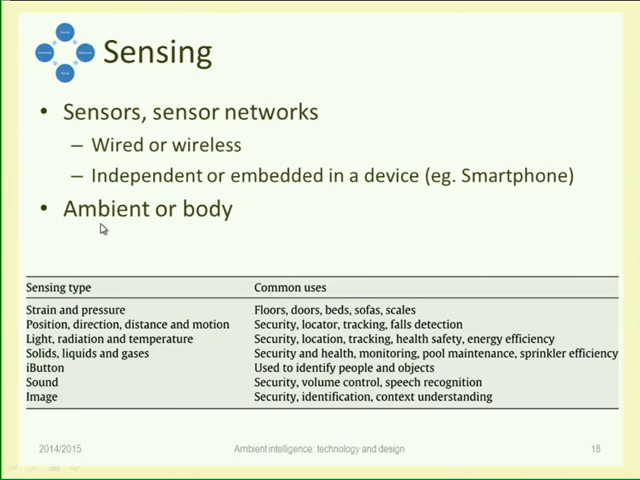 Sensing
• Sensors, sensor networks
– Wired or wireless
– Independent or embedded in a device (eg. Smartphone)
• Ambient or body
Sensing type Common uses
Strain and pressure Floors, doors, beds, sofas, scales
Position, direction, distance and motion Security, locator, tracking, falls detection
Light, radiation and temperature Security, location, tracking, health safety, energy efficiency
Solids, liquids and gases Security and health, monitoring, pool maintenance, sprinkler efficiency
iButton Used to identify people and objects
Sound Security, volume control, speech recognition
Image Security, identification, context understanding
2014/2015 Ambient intelligence: technology and design 18